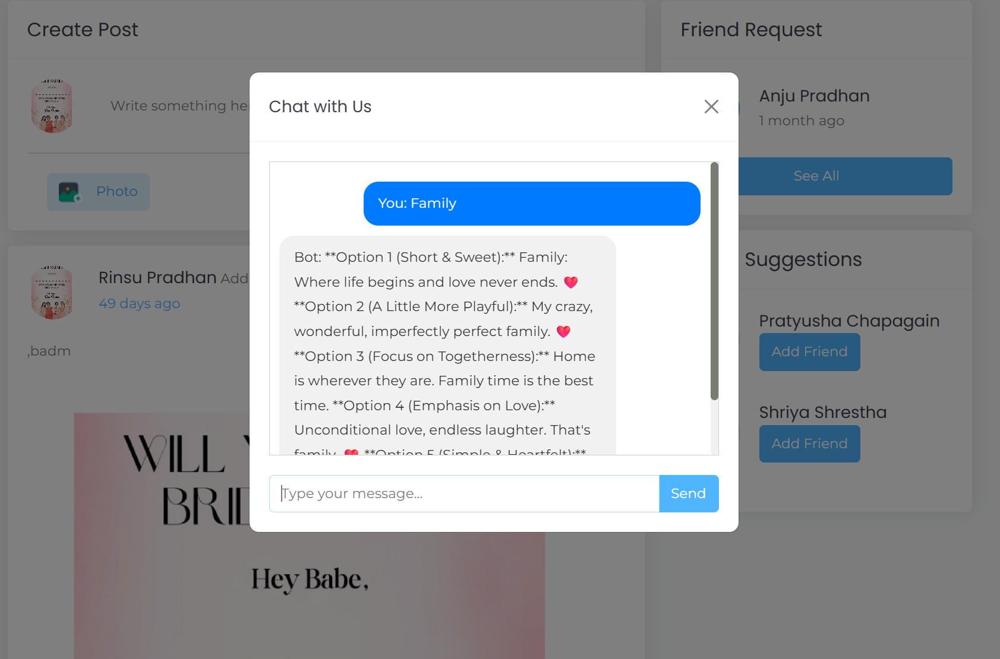 Create Post
Write something her
Photo
Rinsu Pradhan Add
49 days ago
,badm
WILL
BRID
Hey Babe,
Chat with Us
You: Family
Bot: **Option 1 (Short & Sweet):** Family:
Where life begins and love never ends. ❤️
**Option 2 (A Little More Playful):** My crazy,
wonderful, imperfectly perfect family. ❤️
**Option 3 (Focus on Togetherness):** Home
is wherever they are. Family time is the best
time. **Option 4 (Emphasis on Love):**
Unconditional love, endless laughter. That's
family. ❤️ **Option 5 (Simple & Heartfelt):**
Type your message...
Send
Friend Request
Anju Pradhan
1 month ago
See All
Suggestions
Pratyusha Chapagain
Add Friend
Shriya Shrestha
Add Friend